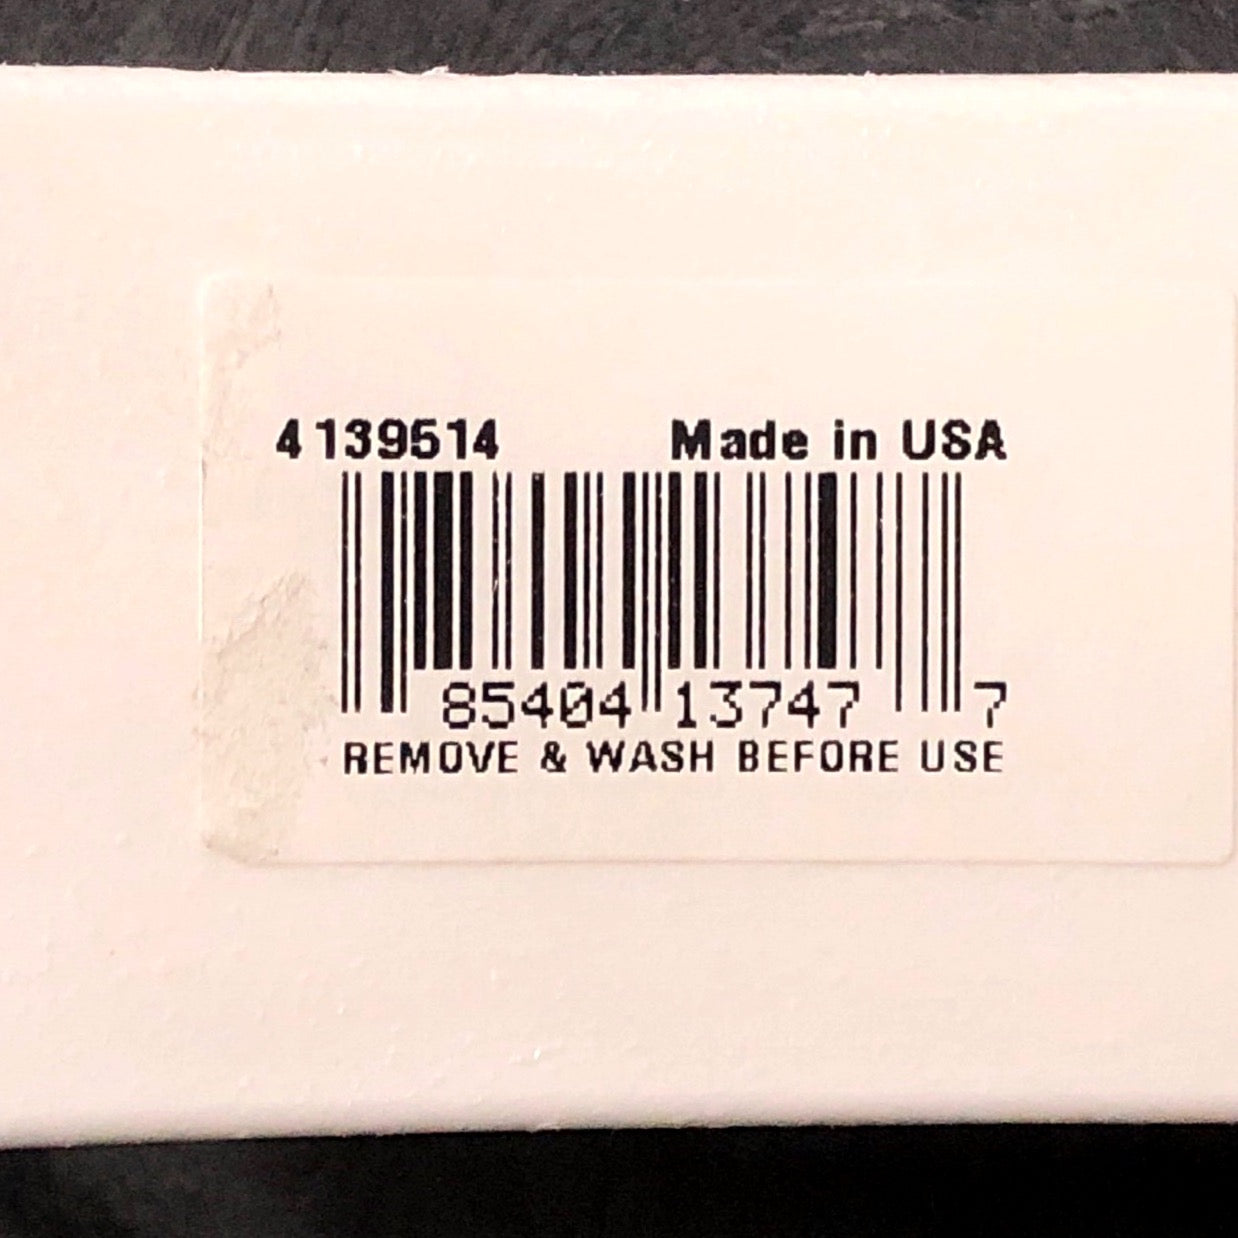 4139514 Made in USA
85404 13747 7
REMOVE & WASH BEFORE USE